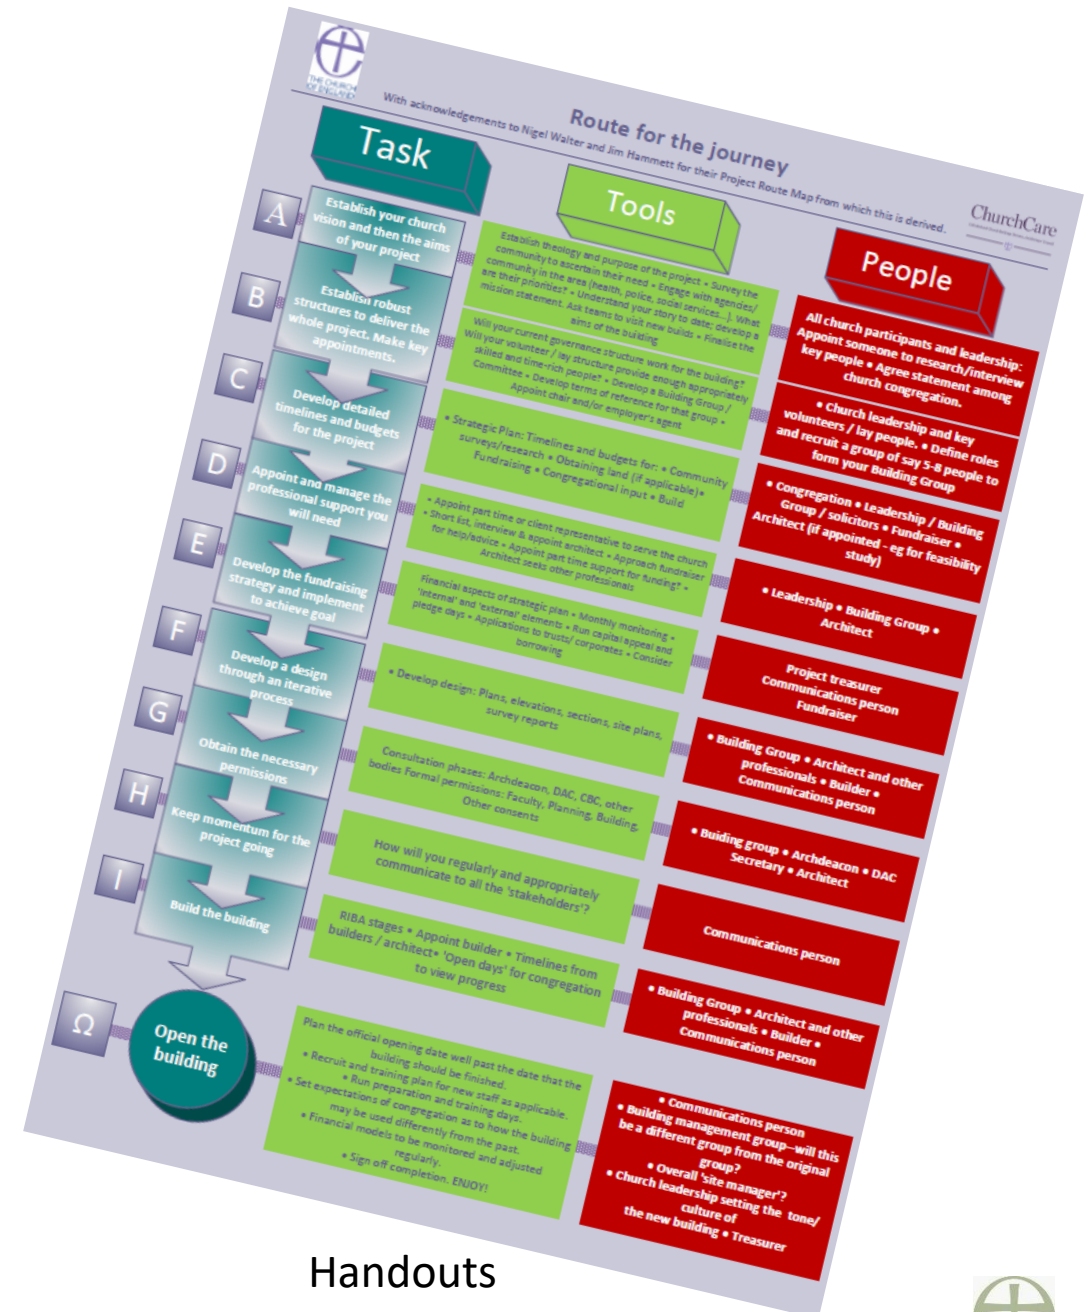 THE CHURCH
OF ENGLAND
Route for the journey
With acknowledgements to Nigel Walter and Jim Hammett for their Project Route Map from which this is derived.
ChurchCare
Task
Tools
People
A
Establish your church
vision and then the aims
of your project
Establish theology and purpose of the project • Survey the
community to ascertain their need • Engage with agencies/
community in the area (health, police, social services...). What
are their priorities? • Understand your story to date; develop a
mission statement. Ask teams to visit new builds • Finalise the
aims of the building
All church participants and leadership:
Appoint someone to research/interview
key people • Agree statement among
church congregation.
B
Establish robust
structures to deliver the
whole project. Make key
appointments.
Will your current governance structure work for the building?
Will your volunteer / lay structure provide enough appropriately
skilled and time-rich people? • Develop a Building Group /
Committee • Develop terms of reference for that group •
Appoint chair and/or employer's agent
• Church leadership and key
volunteers / lay people. • Define roles
and recruit a group of say 5-8 people to
form your Building Group
C
Develop detailed
timelines and budgets
for the project
• Strategic Plan: Timelines and budgets for: • Community
surveys/research • Obtaining land (if applicable)•
Fundraising • Congregational input • Build
• Congregation • Leadership / Building
Group / solicitors • Fundraiser •
Architect (if appointed - eg for feasibility
study)
D
Appoint and manage the
professional support you
will need
• Appoint part time or client representative to serve the church
• Short list, interview & appoint architect • Approach fundraiser
for help/advice • Appoint part time support for funding? •
Architect seeks other professionals
• Leadership • Building Group •
Architect
E
Develop the fundraising
strategy and implement
to achieve goal
Financial aspects of strategic plan • Monthly monitoring •
'internal' and 'external' elements • Run capital appeal and
pledge days • Applications to trusts/ corporates • Consider
borrowing
Project treasurer
Communications person
Fundraiser
F
Develop a design
through an iterative
process
• Develop design: Plans, elevations, sections, site plans,
survey reports
• Building Group • Architect and other
professionals • Builder •
Communications person
G
Obtain the necessary
permissions
Consultation phases: Archdeacon, DAC, CBC, other
bodies Formal permissions: Faculty, Planning, Building,
Other consents
• Buiding group • Archdeacon • DAC
Secretary • Architect
H
Keep momentum for the
project going
How will you regularly and appropriately
communicate to all the 'stakeholders'?
Communications person
I
Build the building
RIBA stages • Appoint builder • Timelines from
builders / architect• 'Open days' for congregation
to view progress
• Building Group • Architect and other
professionals • Builder •
Communications person
Ω
Open the
building
Plan the official opening date well past the date that the
building should be finished.
• Recruit and training plan for new staff as applicable.
• Run preparation and training days.
• Set expectations of congregation as to how the building
may be used differently from the past.
• Financial models to be monitored and adjusted
regularly.
• Sign off completion. ENJOY!
• Communications person
• Building management group—will this
be a different group from the original
group?
• Overall 'site manager'?
• Church leadership setting the tone/
culture of
the new building • Treasurer
Handouts